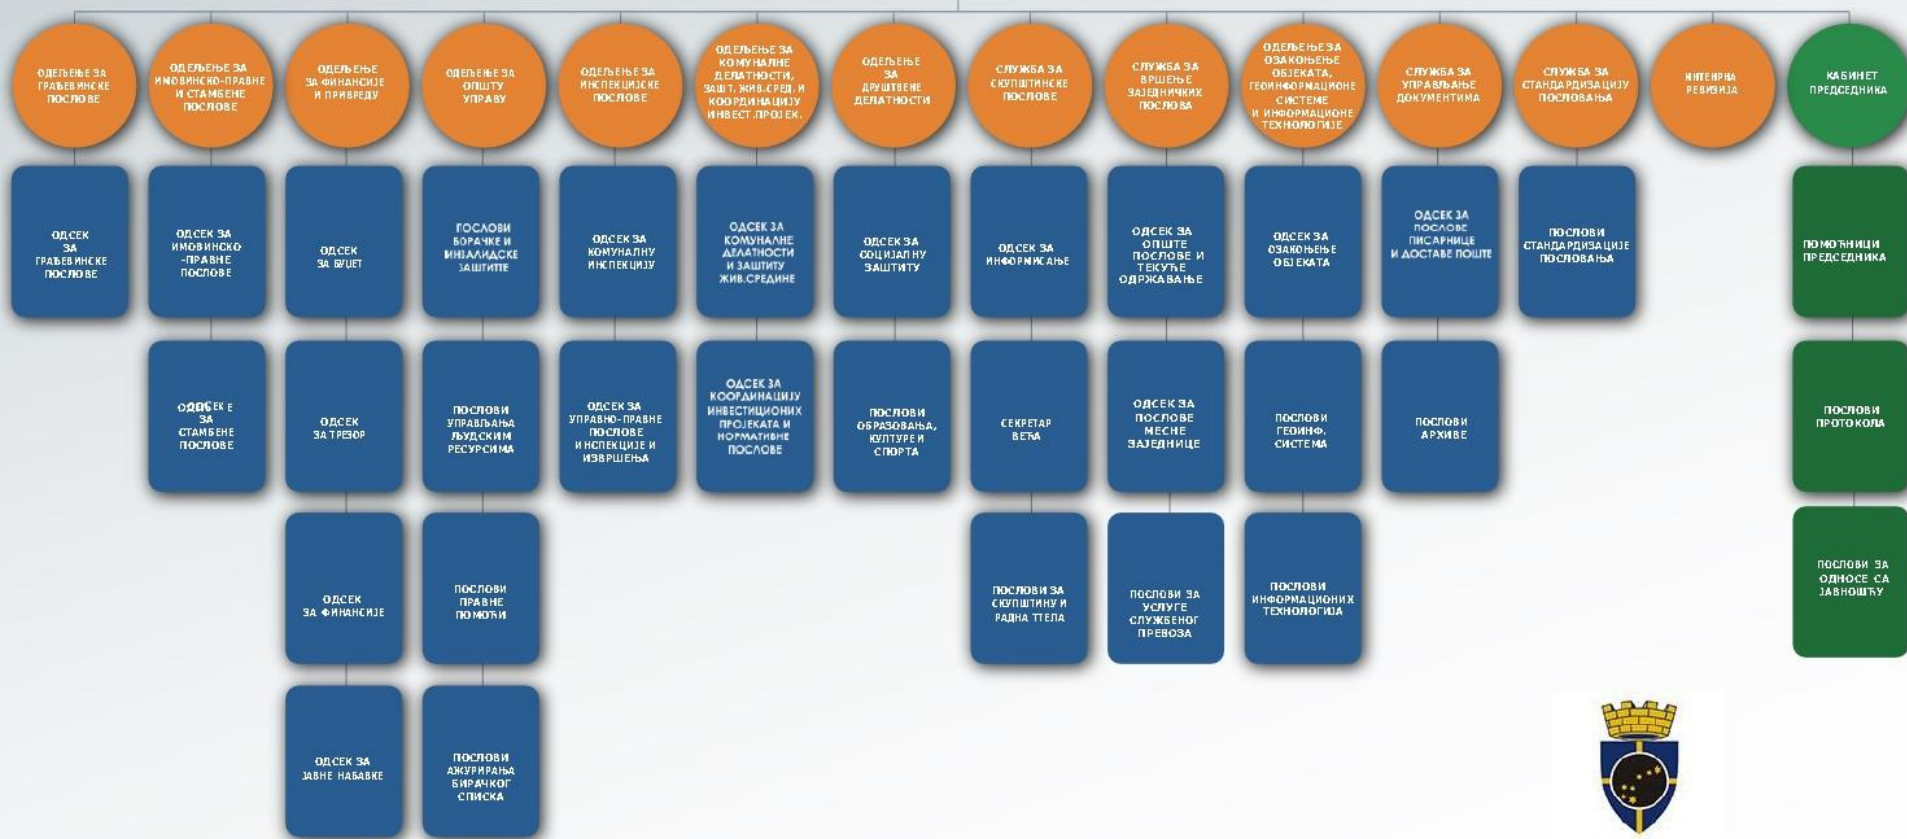 ОДЕЉЕЊЕ ЗА
ГРАЂЕВИНСКЕ
ПОСЛОВЕ
ОДЕЉЕЊЕ ЗА
ИМОВИНСКО-ПРАВНЕ
И СТАМБЕНЕ
ПОСЛОВЕ
ОДЕЉЕЊЕ
ЗА ФИНАНСИЈЕ
И ПРИВРЕДУ
ОДЕЉЕЊЕ ЗА
ОПШТУ
УПРАВУ
ОДЕЉЕЊЕ ЗА
ИНСПЕКЦИЈСКЕ
ПОСЛОВЕ
ОДЕЉЕЊЕ ЗА
КОМУНАЛНЕ
ДЕЛАТНОСТИ,
ЗАШТ. ЖИВ.СРЕД. И
КООРДИНАЦИЈУ
ИНВЕСТ.ПРОЈЕК.
ОДЕЉЕЊЕ
ЗА
ДРУШТВЕНЕ
ДЕЛАТНОСТИ
СЛУЖБА ЗА
СКУПШТИНСКЕ
ПОСЛОВЕ
СЛУЖБА ЗА
ВРШЕЊЕ
ЗАЈЕДНИЧКИХ
ПОСЛОВА
ОДЕЉЕЊЕ ЗА
ОЗАКОЊЕЊЕ
ОБЈЕКАТА,
ГЕОИНФОРМАЦИОНЕ
СИСТЕМЕ
И ИНФОРМАЦИОНЕ
ТЕХНОЛОГИЈЕ
СЛУЖБА ЗА
УПРАВЉАЊЕ
ДОКУМЕНТИМА
СЛУЖБА ЗА
СТАНДАРДИЗАЦИЈУ
ПОСЛОВАЊА
ИНТЕНРНА
РЕВИЗИЈА
КАБИНЕТ
ПРЕДСЕДНИКА
ОДСЕК
ЗА
ГРАЂЕВИНСКЕ
ПОСЛОВЕ
ОДСЕК ЗА
ИМОВИНСКО
-ПРАВНЕ
ПОСЛОВЕ
ОДСЕК
ЗА БУЏЕТ
ПОСЛОВИ
БОРАЧКЕ И
ИНВАЛИДСКЕ
ЗАШТИТЕ
ОДСЕК ЗА
КОМУНАЛНУ
ИНСПЕКЦИЈУ
ОДСЕК ЗА
КОМУНАЛНЕ
ДЕЛАТНОСТИ
И ЗАШТИТУ
ЖИВ.СРЕДИНЕ
ОДСЕК ЗА
СОЦИЈАЛНУ
ЗАШТИТУ
ОДСЕК ЗА
ИНФОРМИСАЊЕ
ОДСЕК ЗА
ОПШТЕ
ПОСЛОВЕ И
ТЕКУЋЕ
ОДРЖАВАЊЕ
ОДСЕК ЗА
ОЗАКОЊЕЊЕ
ОБЈЕКАТА
ОДСЕК ЗА
ПОСЛОВЕ
ПИСАРНИЦЕ
И ДОСТАВЕ ПОШТЕ
ПОСЛОВИ
СТАНДАРДИЗАЦИЈЕ
ПОСЛОВАЊА
ПОМОЋНИЦИ
ПРЕДСЕДНИКА
ЗА
СТАМБЕНЕ
ПОСЛОВЕ
ОДСЕК
ЗА ТРЕЗОР
ПОСЛОВИ
УПРАВЉАЊА
ЉУДСКИМ
РЕСУРСИМА
ОДСЕК ЗА
УПРАВНО-ПРАВНЕ
ПОСЛОВЕ
ИНСПЕКЦИЈЕ И
ИЗВРШЕЊА
ОДСЕК ЗА
КООРДИНАЦИЈУ
ИНВЕСТИЦИОНИХ
ПРОЈЕКАТА И
НОРМАТИВНЕ
ПОСЛОВЕ
ПОСЛОВИ
ОБРАЗОВАЊА,
КУЛТУРЕ И
СПОРТА
СЕКРЕТАР
ВЕЋА
ОДСЕК ЗА
ПОСЛОВЕ
МЕСНЕ
ЗАЈЕДНИЦЕ
ПОСЛОВИ
ГЕОИНФ.
СИСТЕМА
ПОСЛОВИ
АРХИВЕ
ПОСЛОВИ
ПРОТОКОЛА
ОДСЕК
ЗА ФИНАНСИЈЕ
ПОСЛОВИ
ПРАВНЕ
ПОМОЋИ
ПОСЛОВИ ЗА
СКУПШТИНУ И
РАДНА ТТЕЛА
ПОСЛОВИ ЗА
УСЛУГЕ
СЛУЖБЕНОГ
ПРЕВОЗА
ПОСЛОВИ
ИНФОРМАЦИОНИХ
ТЕХНОЛОГИЈА
ПОСЛОВИ ЗА
ОДНОСЕ СА
ЈАВНОШЋУ
ОДСЕК ЗА
ЈАВНЕ НАБАВКЕ
ПОСЛОВИ
АЖУРИРАЊА
БИРАЧКОГ
СПИСКА